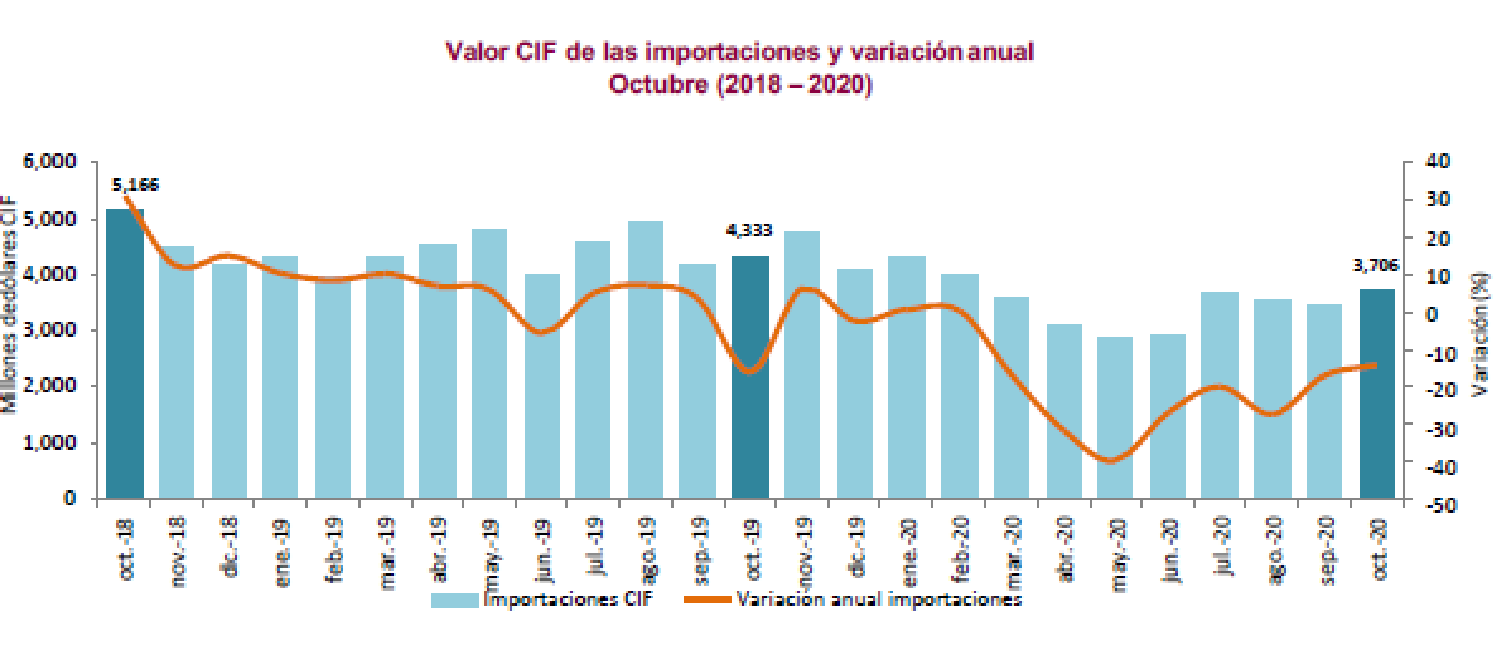 Valor CIF de las importaciones y variación anual
Octubre (2018 – 2020)
Millones dedólares CIF
6,000
5,000
4,000
3,000
2,000
1,000
0
5,166
4,333
3,706
40
30
20
10
0
-10
-20
-30
-40
-50
Variación (%)
oct.-18
nov.-18
dic.-18
ene.-19
feb.-19
mar.-19
abr.-19
may.-19
jun.-19
jul.-19
ago.-19
sep.-19
oct.-19
nov.-19
dic.-19
ene.-20
feb.-20
mar.-20
abr.-20
may.-20
jun.-20
jul.-20
ago.-20
sep.-20
oct.-20
Importaciones CIF
Variación anual importaciones